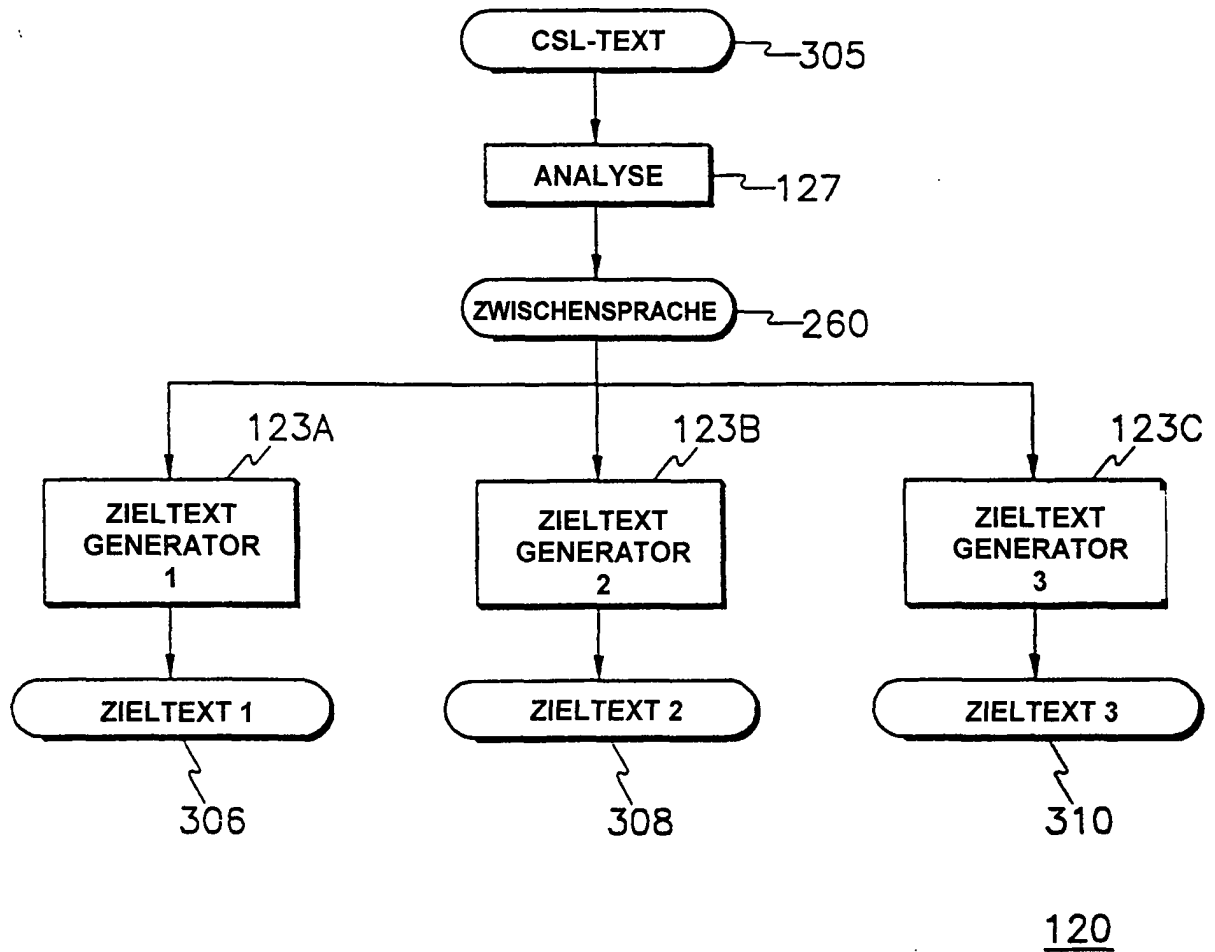 CSL-TEXT
305
ANALYSE
127
ZWISCHENSPRACHE
260
123A
123B
123C
ZIELTEXT
GENERATOR
1
ZIELTEXT
GENERATOR
2
ZIELTEXT
GENERATOR
3
ZIELTEXT 1
ZIELTEXT 2
ZIELTEXT 3
306
308
310
120